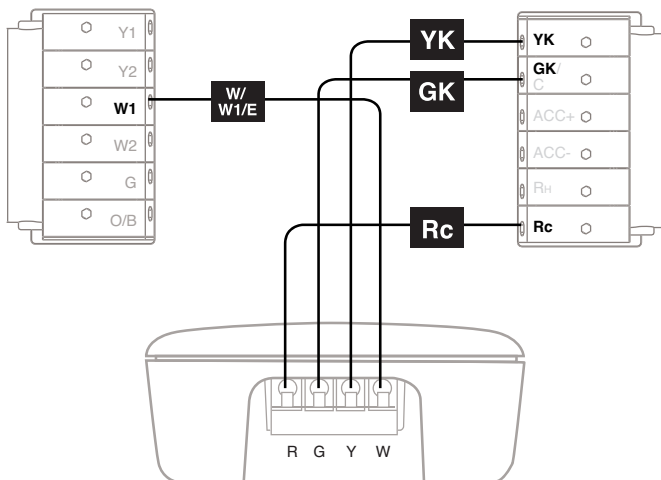 Y1
Y2
W1
W2
G
O/B
W/
W1/E
YK
GK
Rc
YK
GK/
C
ACC+
ACC-
RH
Rc
R G Y W